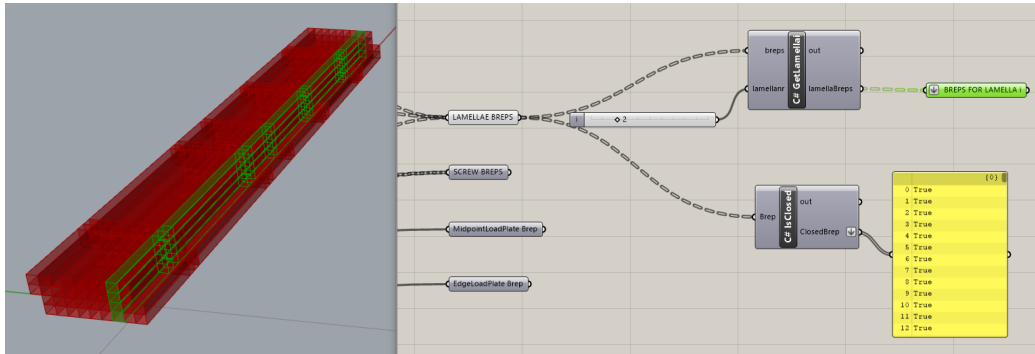 breps
out
C# GetLamellai
lamellanr
lamellaBreps
BREPS FOR LAMELLA i
LAMELLAE BREPS
i
2
SCREW BREPS
MidpointLoadPlate Brep
EdgeLoadPlate Brep
Brep
C# IsClosed
out
ClosedBrep
{0}
0 True
1 True
2 True
3 True
4 True
5 True
6 True
7 True
8 True
9 True
10 True
11 True
12 True